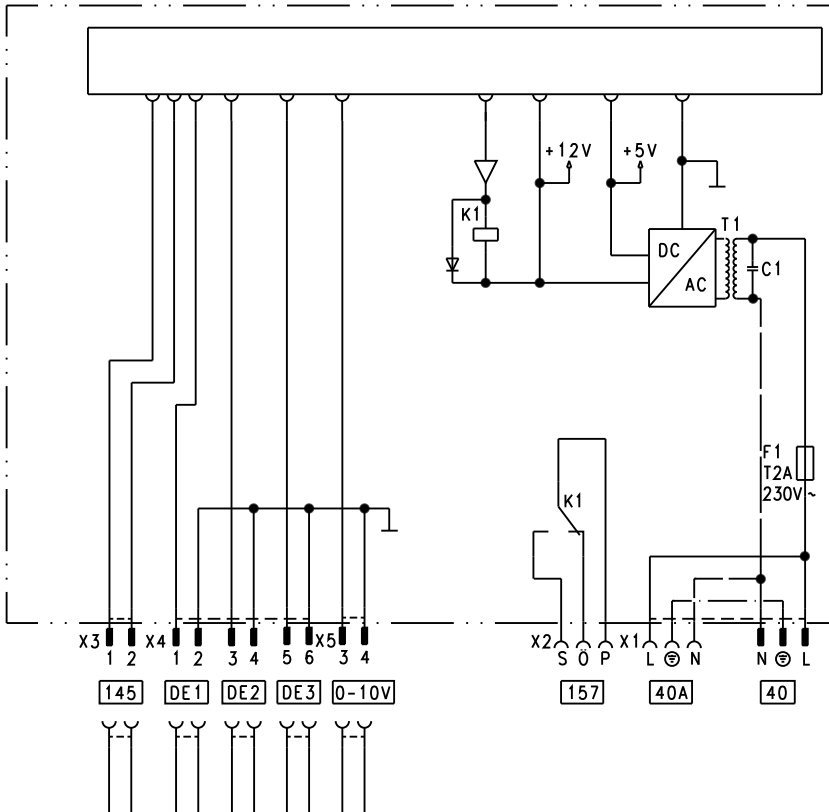 +12V +5V
K1 T1
DC
AC C1
F1
T2A
230V~
K1
X3 X4 X5 X2 X1
1 2 1 2 3 4 5 6 3 4 S Ö P L N N L
145 DE1 DE2 DE3 0-10V 157 40A 40